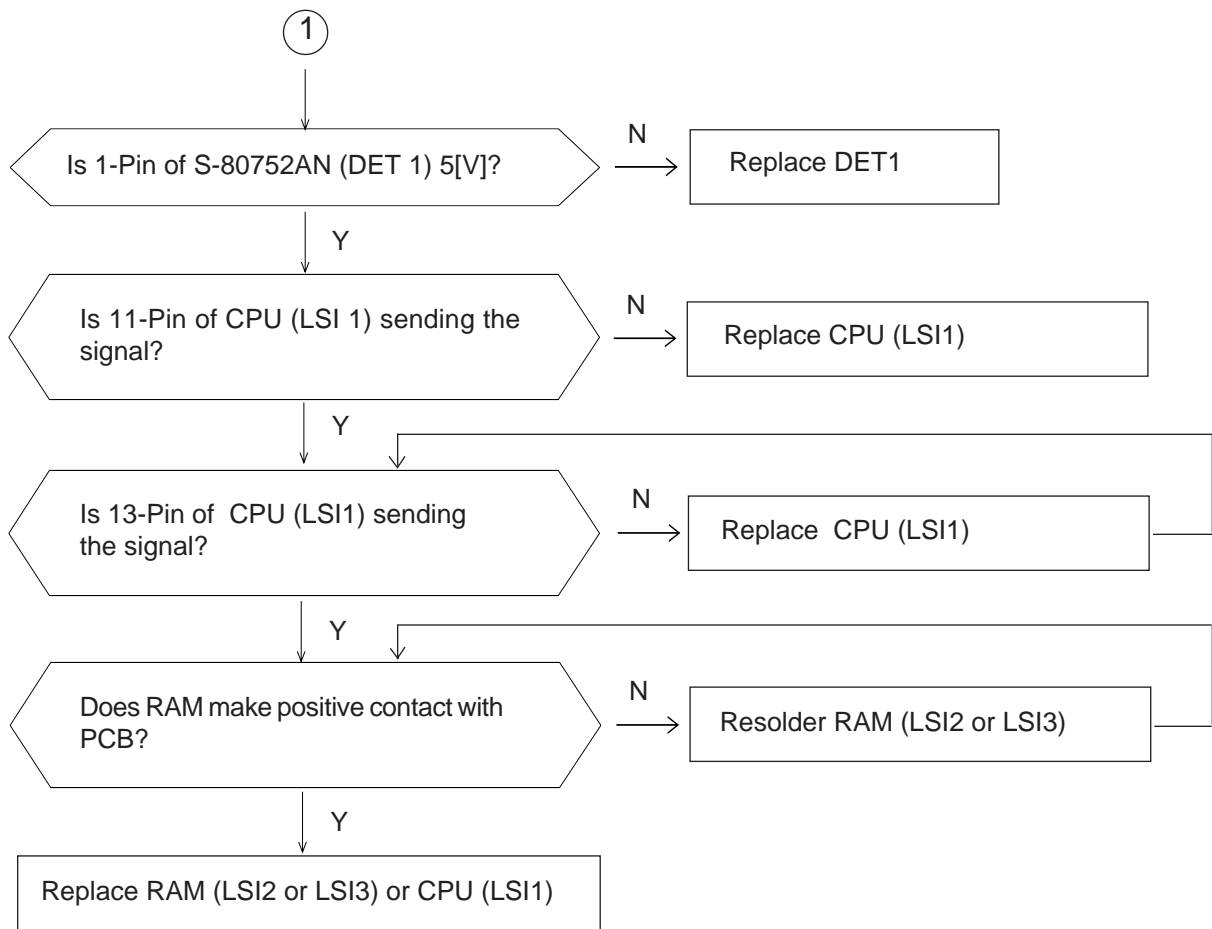 1
Is 1-Pin of S-80752AN (DET 1) 5[V]?
N
Replace DET1
Y
Is 11-Pin of CPU (LSI 1) sending the
signal?
N
Replace CPU (LSI1)
Y
Is 13-Pin of CPU (LSI1) sending
the signal?
N
Replace CPU (LSI1)
Y
Does RAM make positive contact with
PCB?
N
Resolder RAM (LSI2 or LSI3)
Y
Replace RAM (LSI2 or LSI3) or CPU (LSI1)